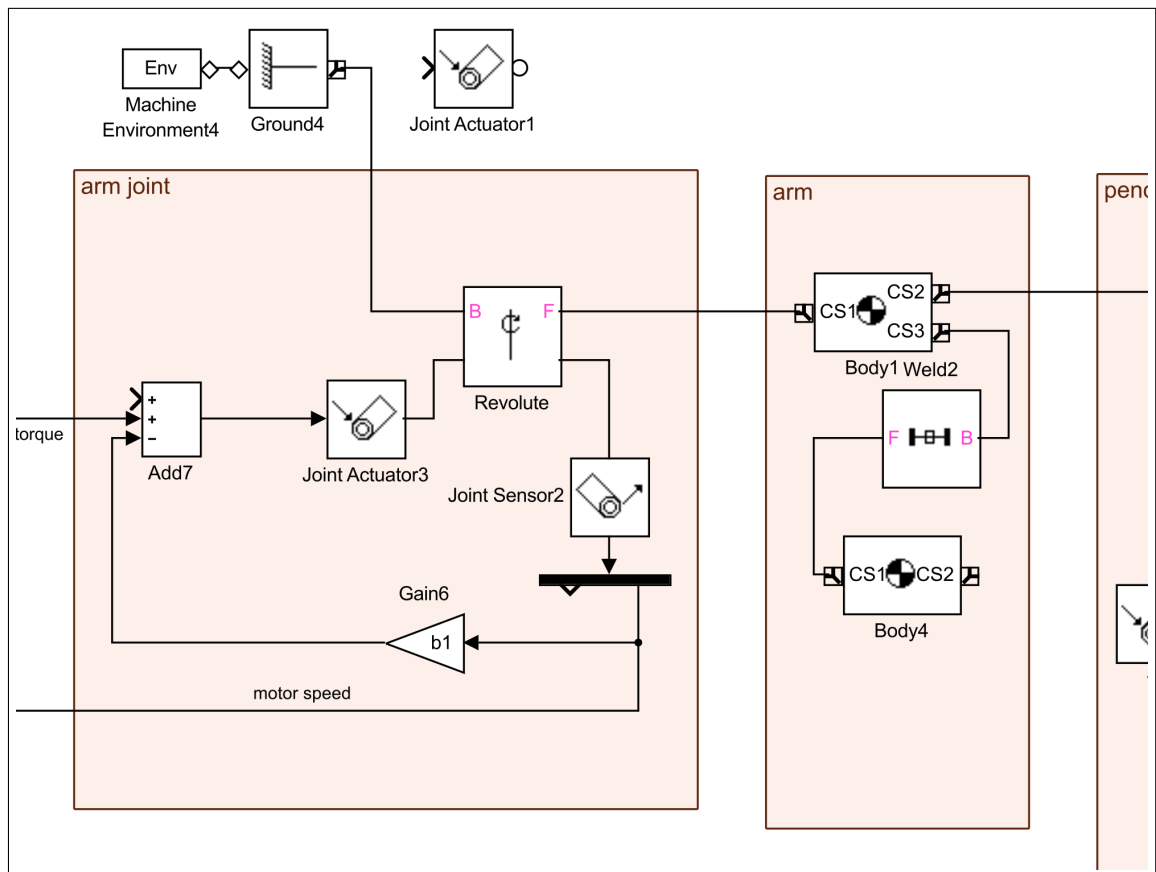 Env
Machine
Environment4
Ground4
Joint Actuator1
arm joint
arm
pend
B
F
Revolute
CS1
CS2
CS3
Body1
Weld2
F
B
torque
+
+
−
Add7
Joint Actuator3
Joint Sensor2
CS1
CS2
Body4
Gain6
b1
motor speed